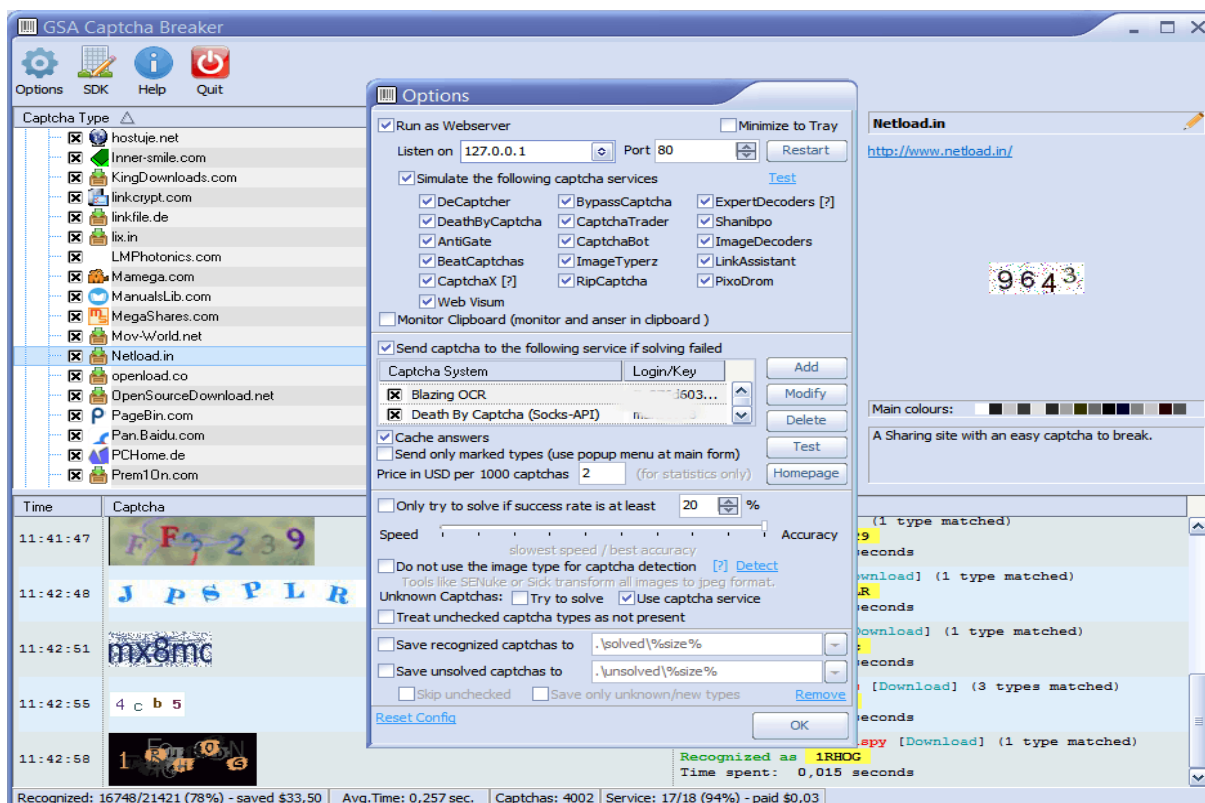 GSA Captcha Breaker
Options SDK Help Quit
Captcha Type
hostuje.net
Inner-smile.com
KingDownloads.com
linkcrypt.com
linkfile.de
lix.in
LMPhotonics.com
Mamega.com
ManualsLib.com
MegaShares.com
Mov-World.net
Netload.in
openload.co
OpenSourceDownload.net
PageBin.com
Pan.Baidu.com
PCHome.de
Prem1On.com
Options
Run as Webserver Minimize to Tray
Listen on 127.0.0.1 Port 80 Restart
Simulate the following captcha services Test
DeCaptcher BypassCaptcha ExpertDecoders [?]
DeathByCaptcha CaptchaTrader Shanibpo
AntiGate CaptchaBot ImageDecoders
BeatCaptchas ImageTyperz LinkAssistant
CaptchaX [?] RipCaptcha PixoDrom
Web Visum
Monitor Clipboard (monitor and anser in clipboard )
Send captcha to the following service if solving failed
Captcha System Login/Key Add
Blazing OCR Modify
Death By Captcha (Socks-API) Delete
Cache answers Test
Send only marked types (use popup menu at main form)
Price in USD per 1000 captchas 2 (for statistics only) Homepage
Only try to solve if success rate is at least 20 %
Speed Accuracy
slowest speed / best accuracy
Do not use the image type for captcha detection [?] Detect
Tools like SENuke or Sick transform all images to jpeg format.
Unknown Captchas: Try to solve Use captcha service
Treat unchecked captcha types as not present
Save recognized captchas to .\solved\%size%
Save unsolved captchas to .\unsolved\%size%
Skip unchecked Save only unknown/new types Remove
Reset Config OK
Netload.in
http://www.netload.in/
9643
Main colours:
A Sharing site with an easy captcha to break.
Time Captcha
11:41:47 FF3-239
11:42:48 J P S P L R
11:42:51 mx8mc
11:42:55 4cb5
11:42:58 1RHOG
(1 type matched)
[Download] (3 types matched)
[Download] (1 type matched)
Recognized as 1RHOG
Time spent: 0,015 seconds
Recognized: 16748/21421 (78%) - saved $33,50 Avg.Time: 0,257 sec. Captchas: 4002 Service: 17/18 (94%) - paid $0,03